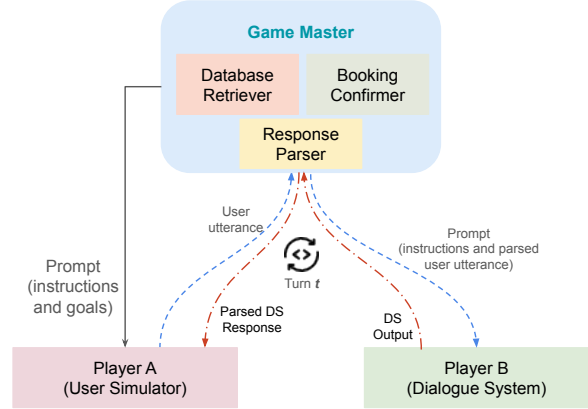 Game Master
Database
Retriever
Booking
Confirmer
Response
Parser
User
utterance
Prompt
(instructions and parsed
user utterance)
Prompt
(instructions
and goals)
<>
Turn t
Parsed DS
Response
DS
Output
Player A
(User Simulator)
Player B
(Dialogue System)